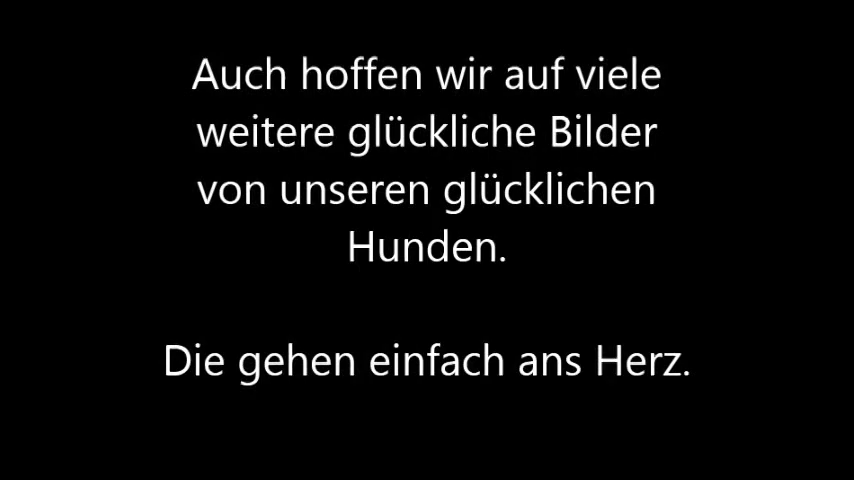 Auch hoffen wir auf viele
weitere glückliche Bilder
von unseren glücklichen
Hunden.
Die gehen einfach ans Herz.